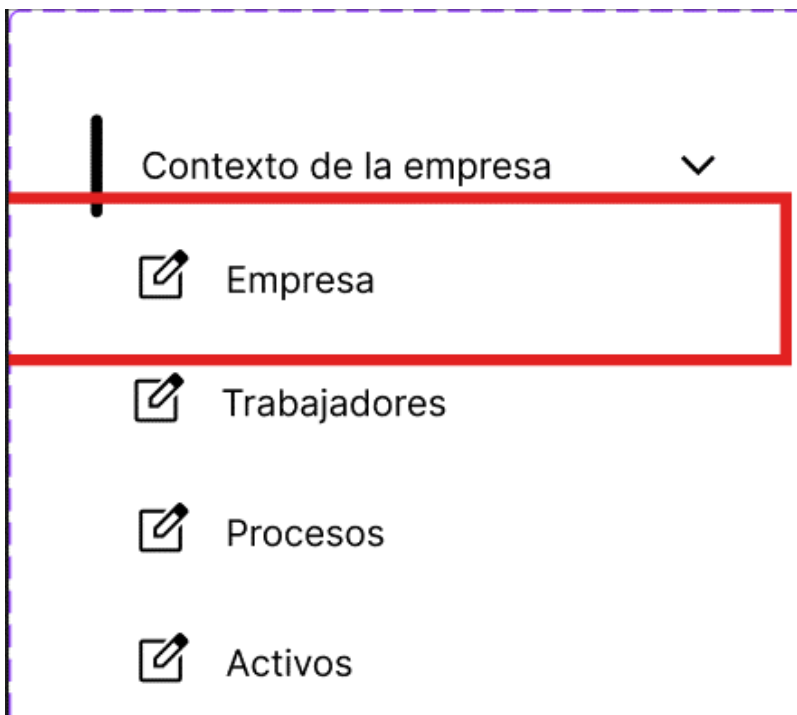 Contexto de la empresa
Empresa
Trabajadores
Procesos
Activos